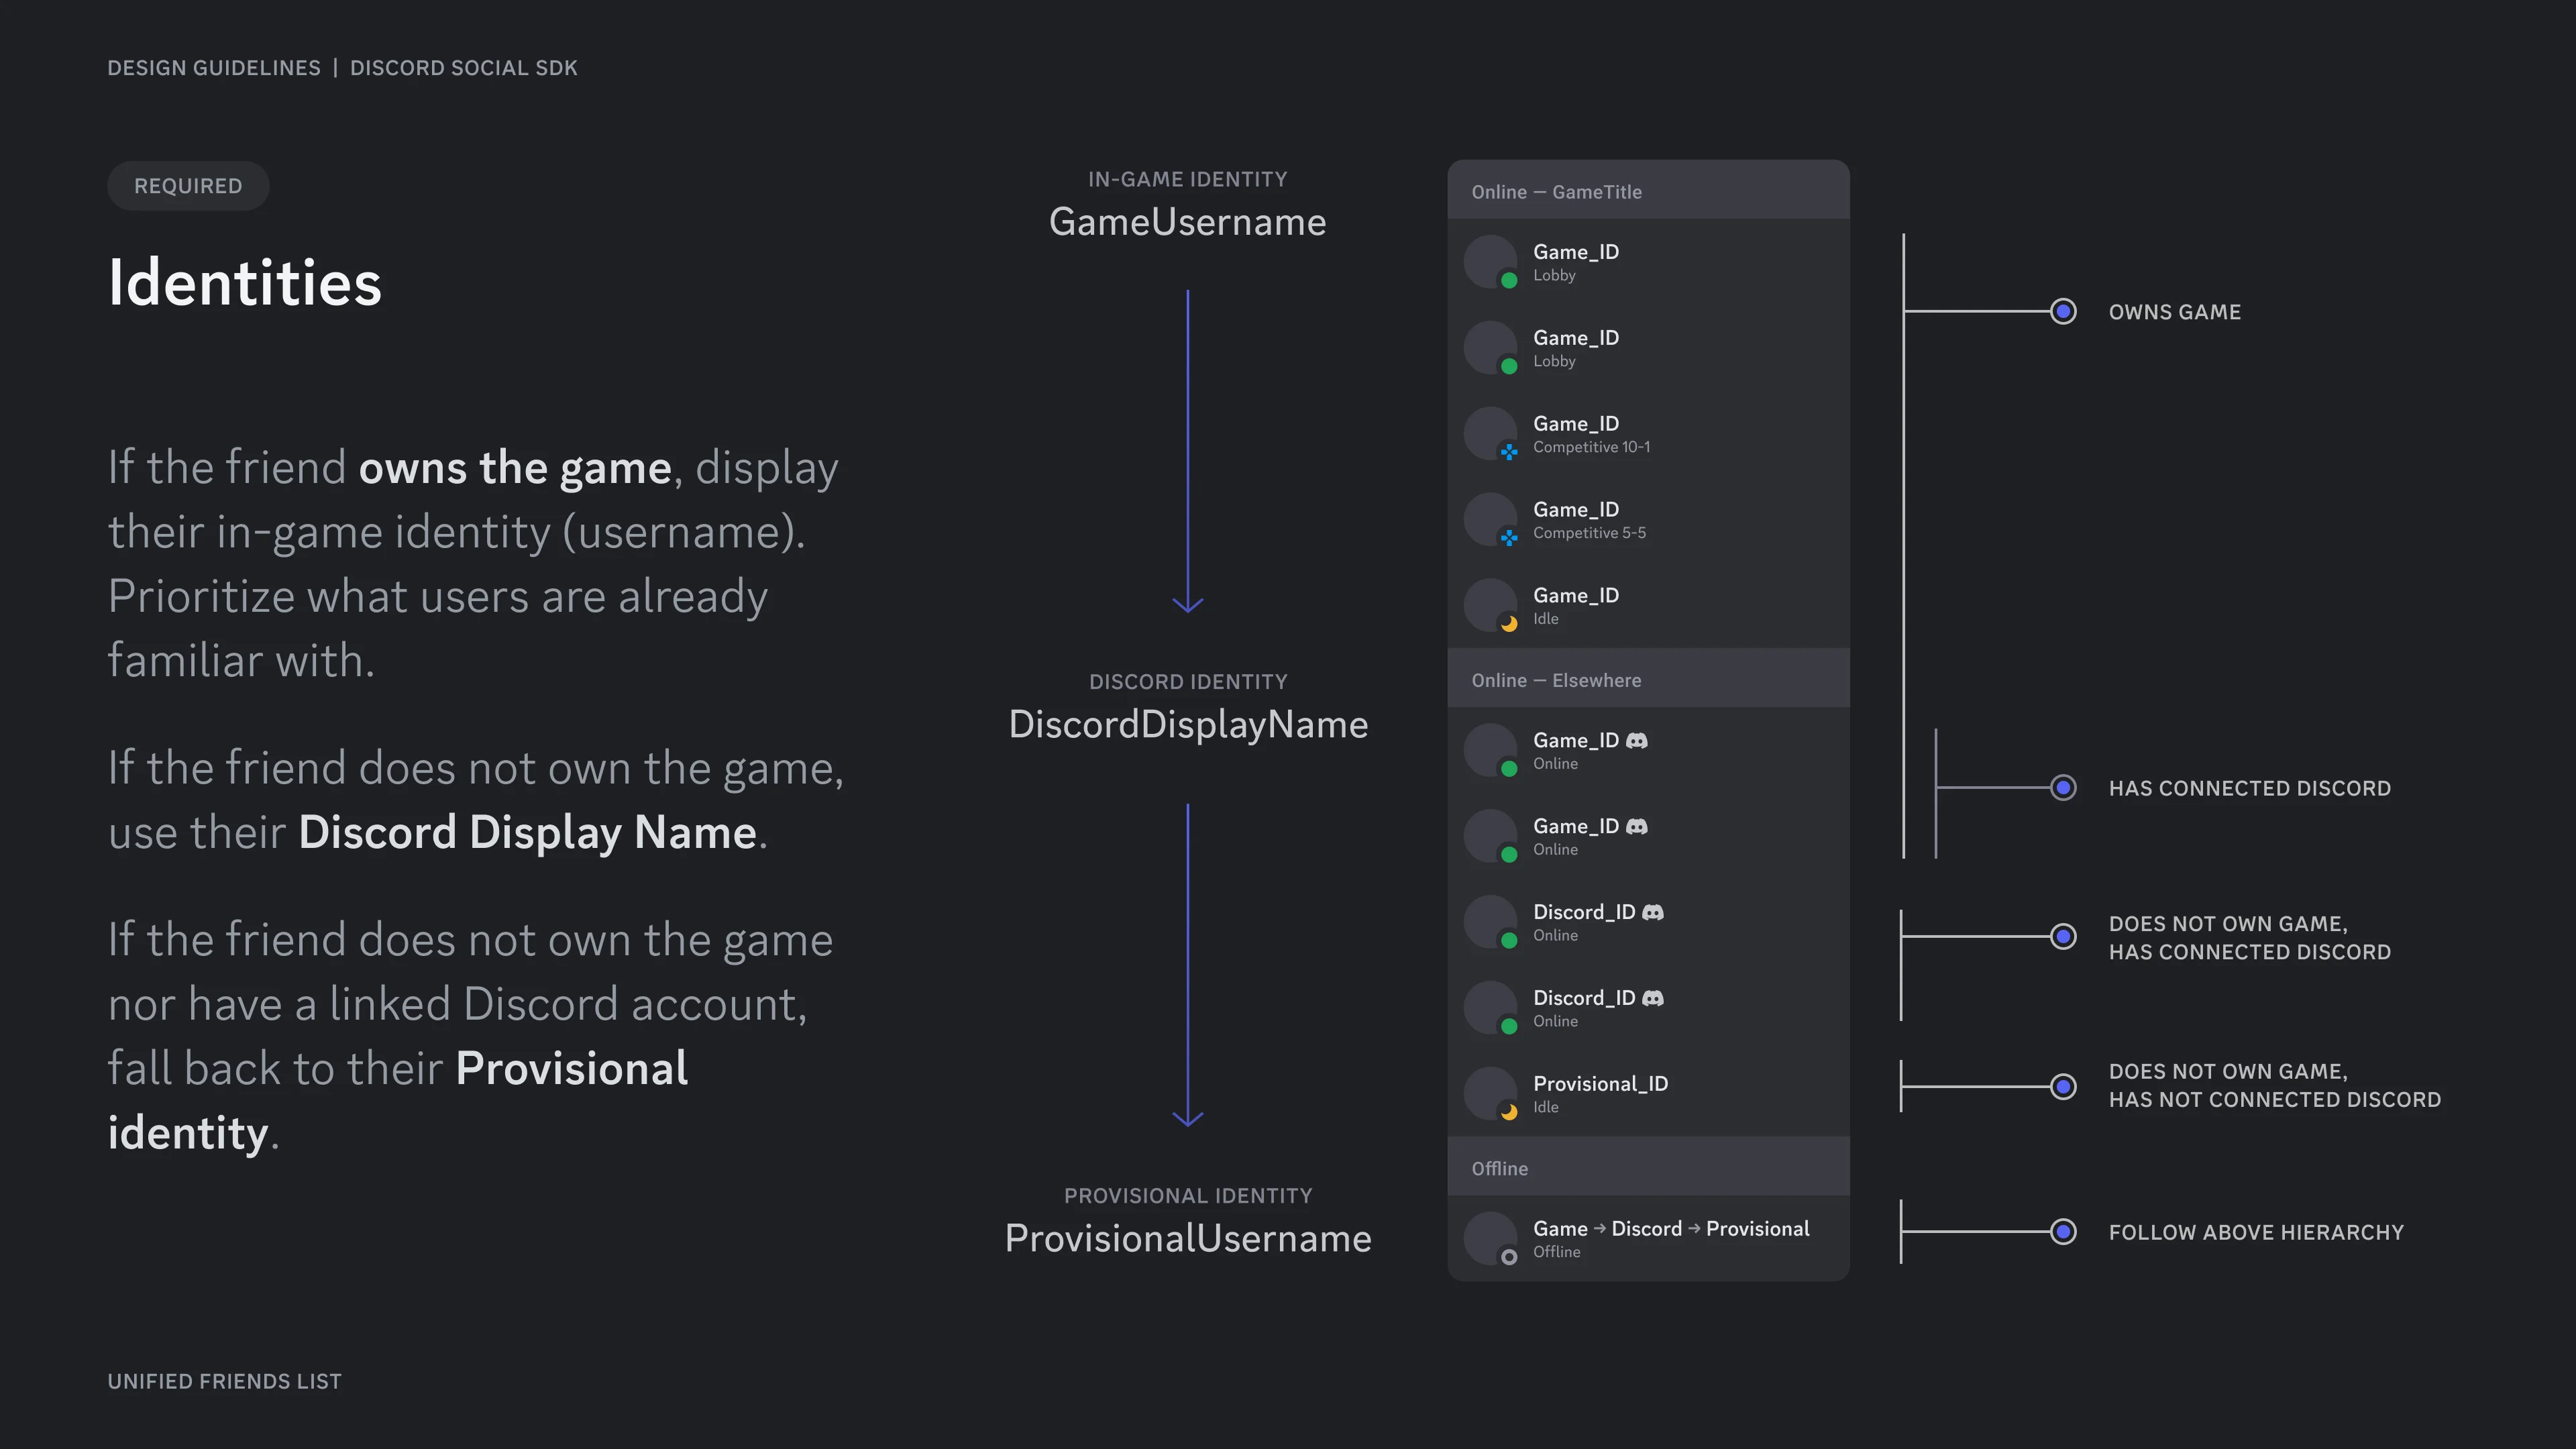 DESIGN GUIDELINES | DISCORD SOCIAL SDK
REQUIRED
Identities
If the friend owns the game, display
their in-game identity (username).
Prioritize what users are already
familiar with.
If the friend does not own the game,
use their Discord Display Name.
If the friend does not own the game
nor have a linked Discord account,
fall back to their Provisional
identity.
IN-GAME IDENTITY
GameUsername
DISCORD IDENTITY
DiscordDisplayName
PROVISIONAL IDENTITY
ProvisionalUsername
Online — GameTitle
Game_ID
Lobby
Game_ID
Lobby
Game_ID
Competitive 10-1
Game_ID
Competitive 5-5
Game_ID
Idle
Online — Elsewhere
Game_ID
Online
Game_ID
Online
Discord_ID
Online
Discord_ID
Online
Provisional_ID
Idle
Offline
Game → Discord → Provisional
Offline
OWNS GAME
HAS CONNECTED DISCORD
DOES NOT OWN GAME,
HAS CONNECTED DISCORD
DOES NOT OWN GAME,
HAS NOT CONNECTED DISCORD
FOLLOW ABOVE HIERARCHY
UNIFIED FRIENDS LIST